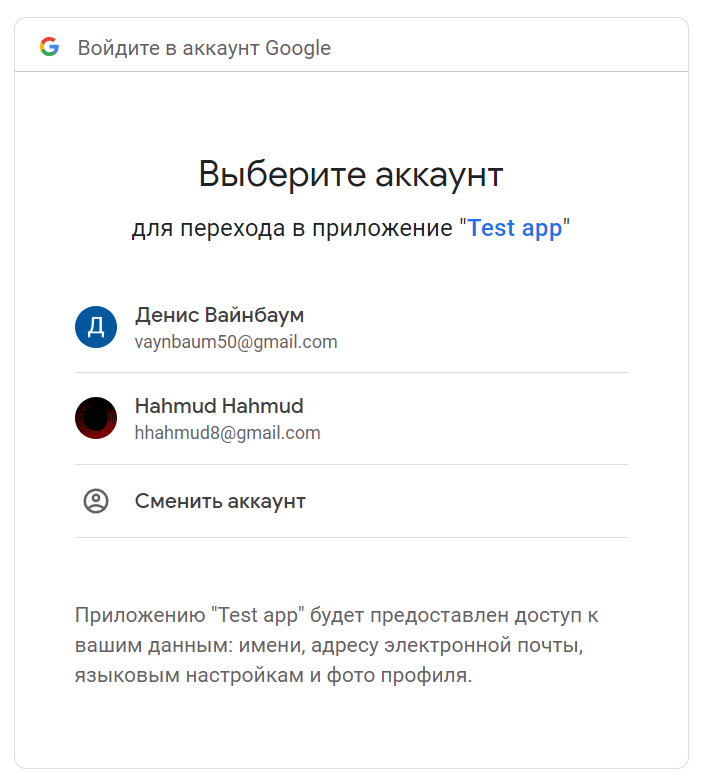 Войдите в аккаунт Google
Выберите аккаунт
для перехода в приложение "Test app"
Д
Денис Вайнбаум
vaynbaum50@gmail.com
Hahmud Hahmud
hhahmud8@gmail.com
Сменить аккаунт
Приложению "Test app" будет предоставлен доступ к
вашим данным: имени, адресу электронной почты,
языковым настройкам и фото профиля.